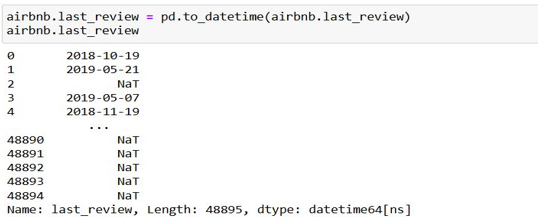 airbnb.last_review = pd.to_datetime(airbnb.last_review)
airbnb.last_review
0 2018-10-19
1 2019-05-21
2 NaT
3 2019-05-07
4 2018-11-19
...
48890 NaT
48891 NaT
48892 NaT
48893 NaT
48894 NaT
Name: last_review, Length: 48895, dtype: datetime64[ns]